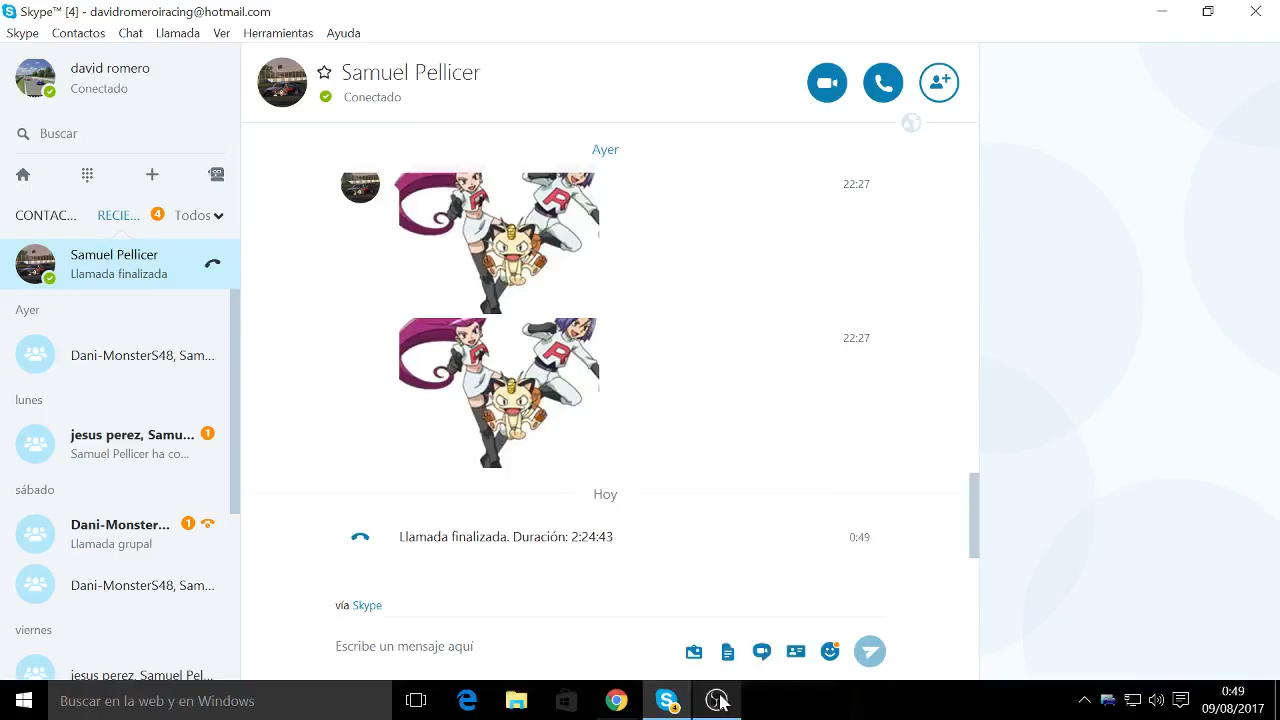 Skype™ [4] - davidromeroiracing@hotmail.com
Skype Contactos Chat Llamada Ver Herramientas Ayuda
david romero
Conectado
Buscar
CONTAC... RECIE... 4 Todos
Samuel Pellicer
Llamada finalizada
Ayer
Dani-MonsterS48, Sam...
lunes
jesus perez, Samu... 1
Samuel Pellicer ha co...
sábado
Dani-Monster... 1
Llamada grupal
Dani-MonsterS48, Sam...
viernes
jesus perez, Samuel Pel...
Samuel Pellicer
Conectado
Ayer
22:27
R
R
22:27
R
R
Hoy
Llamada finalizada. Duración: 2:24:43 0:49
vía Skype
Escribe un mensaje aquí
Buscar en la web y en Windows
4
0:49
09/08/2017